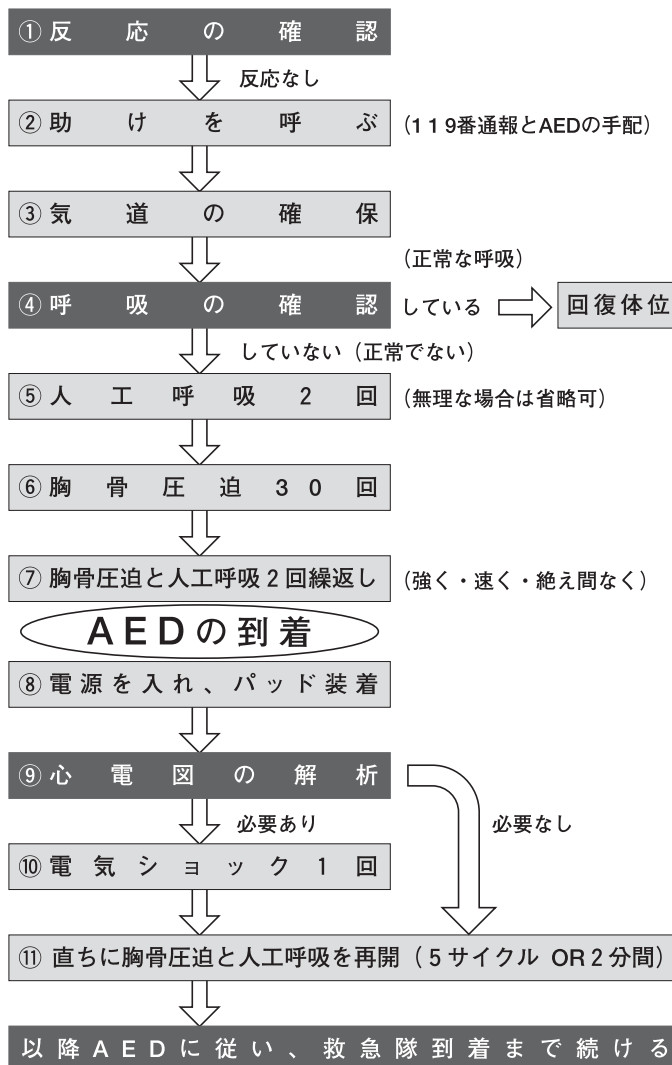 ①反応の確認
反応なし
②助けを呼ぶ (119番通報とAEDの手配)
③気道の確保
(正常な呼吸)
④呼吸の確認 している 回復体位
していない(正常でない)
⑤人工呼吸2回 (無理な場合は省略可)
⑥胸骨圧迫30回
⑦胸骨圧迫と人工呼吸2回繰返し (強く・速く・絶え間なく)
AEDの到着
⑧電源を入れ、パッド装着
⑨心電図の解析
必要あり 必要なし
⑩電気ショック1回
⑪直ちに胸骨圧迫と人工呼吸を再開(5サイクル OR2分間)
以降AEDに従い、救急隊到着まで続ける